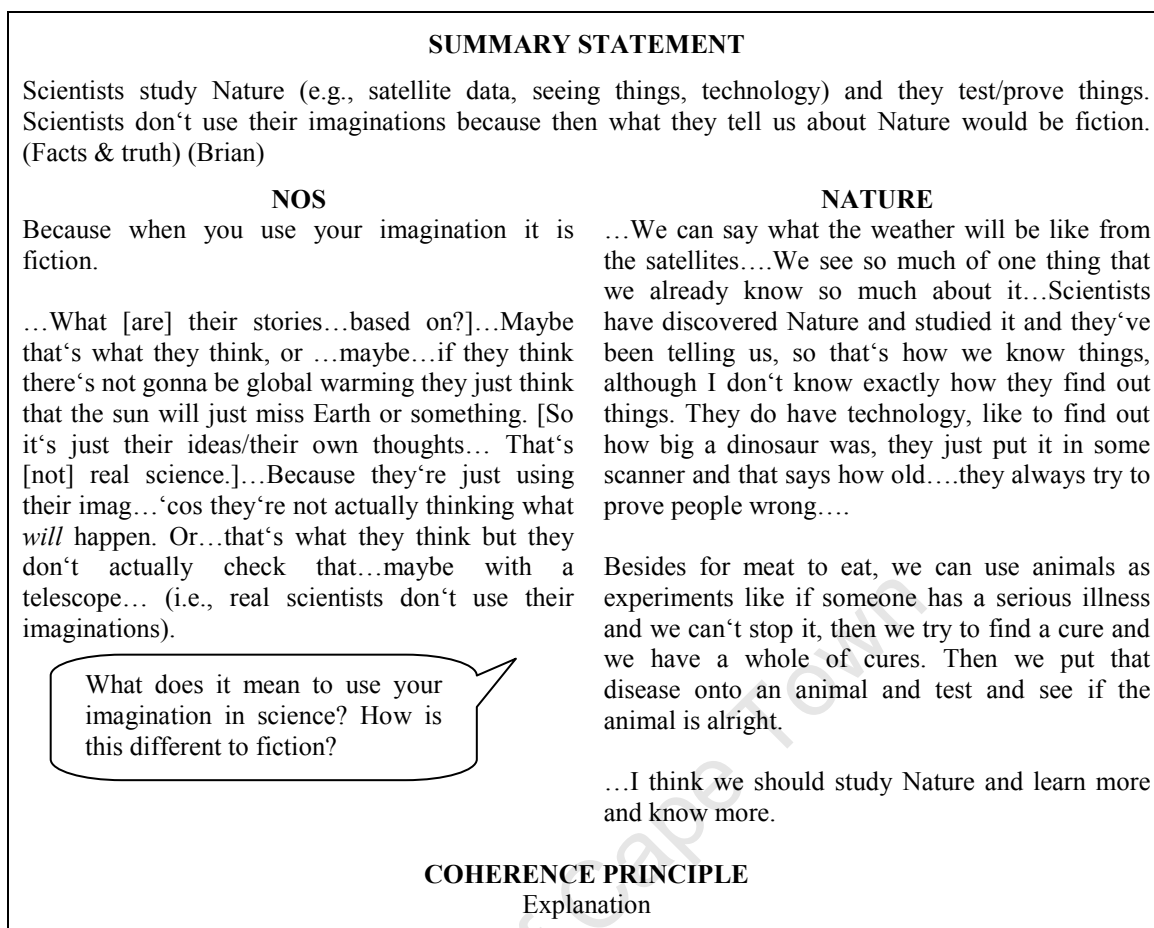 SUMMARY STATEMENT
Scientists study Nature (e.g., satellite data, seeing things, technology) and they test/prove things.
Scientists don‘t use their imaginations because then what they tell us about Nature would be fiction.
(Facts & truth) (Brian)
NOS
Because when you use your imagination it is
fiction.
…What [are] their stories…based on?]…Maybe
that‘s what they think, or …maybe…if they think
there‘s not gonna be global warming they just think
that the sun will just miss Earth or something. [So
it‘s just their ideas/their own thoughts… That‘s
[not] real science.]…Because they‘re just using
their imag…‘cos they‘re not actually thinking what
will happen. Or…that‘s what they think but they
don‘t actually check that…maybe with a
telescope… (i.e., real scientists don‘t use their
imaginations).
What does it mean to use your
imagination in science? How is
this different to fiction?
NATURE
…We can say what the weather will be like from
the satellites….We see so much of one thing that
we already know so much about it…Scientists
have discovered Nature and studied it and they‘ve
been telling us, so that‘s how we know things,
although I don‘t know exactly how they find out
things. They do have technology, like to find out
how big a dinosaur was, they just put it in some
scanner and that says how old….they always try to
prove people wrong….
Besides for meat to eat, we can use animals as
experiments like if someone has a serious illness
and we can‘t stop it, then we try to find a cure and
we have a whole of cures. Then we put that
disease onto an animal and test and see if the
animal is alright.
…I think we should study Nature and learn more
and know more.
COHERENCE PRINCIPLE
Explanation
Cape Town